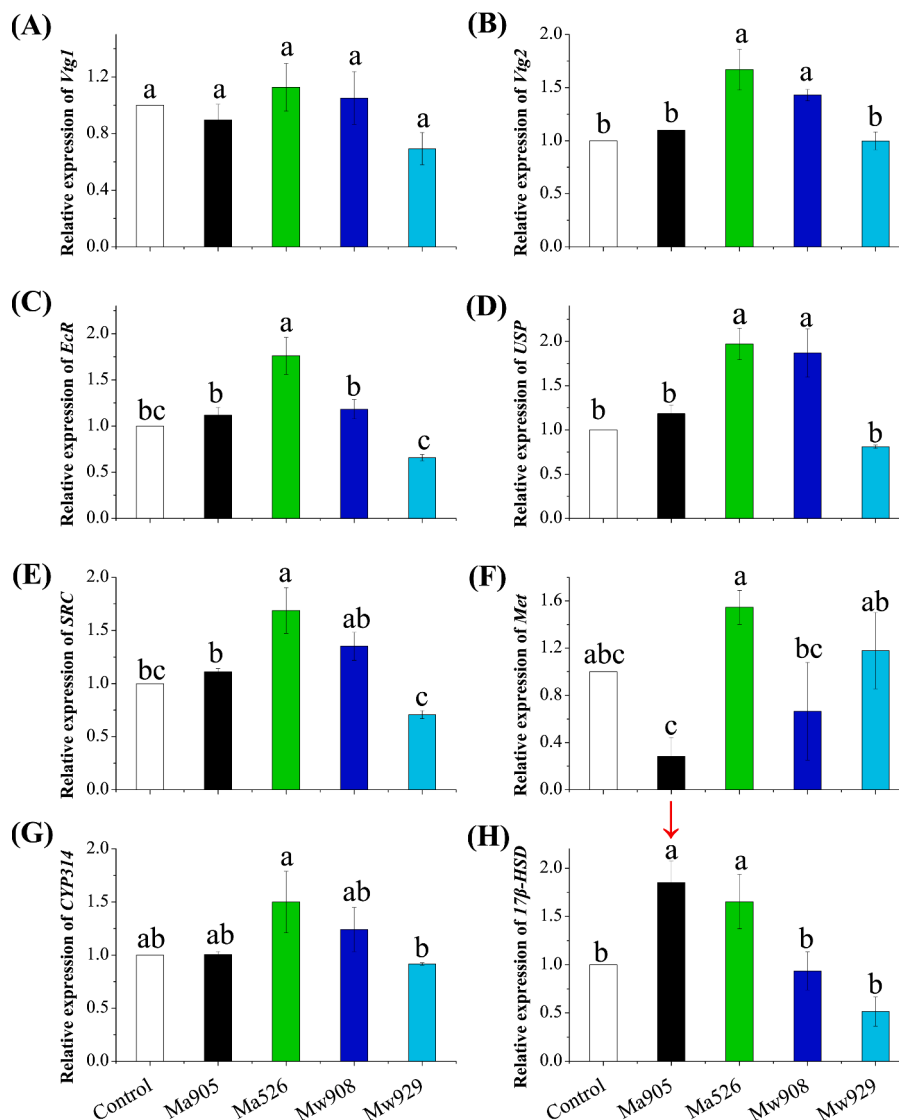 (A)
Relative expression of Vtg1
1.2
0.8
0.4
0.0
a a a a a
(B)
Relative expression of Vtg2
2.0
1.5
1.0
0.5
0.0
b b a a b
(C)
Relative expression of EcR
2.0
1.5
1.0
0.5
0.0
bc b a b c
(D)
Relative expression of USP
2.0
1.5
1.0
0.5
0.0
b b a a b
(E)
Relative expression of SRC
2.0
1.5
1.0
0.5
0.0
bc b a ab c
(F)
Relative expression of Met
1.6
1.2
0.8
0.4
0.0
abc c a bc ab
(G)
Relative expression of CYP314
2.0
1.5
1.0
0.5
0.0
ab ab a ab b
Control Ma905 Ma526 Mw908 Mw929
(H)
Relative expression of 17β-HSD
2.0
1.5
1.0
0.5
0.0
b a a b b
Control Ma905 Ma526 Mw908 Mw929